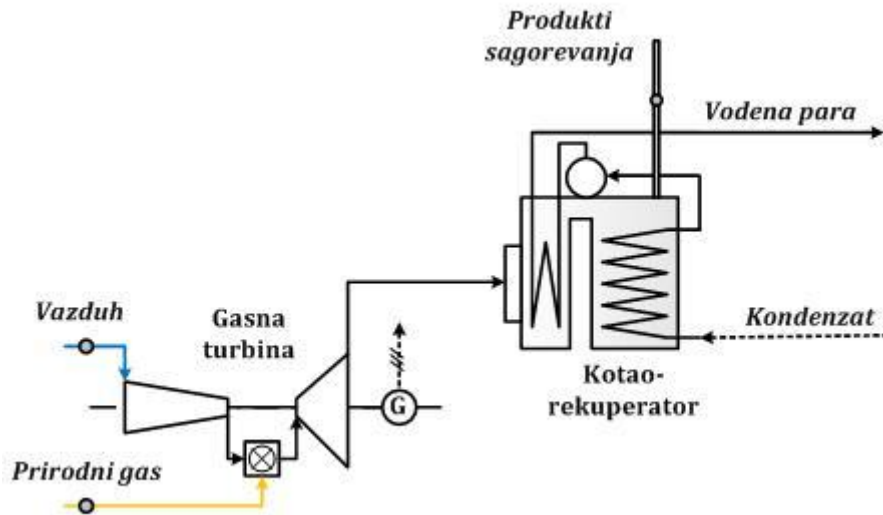 Produkti
sagorevanja
Vodena para
Vazduh
Gasna
turbina
Kondenzat
Kotao-
rekuperator
G
Prirodni gas